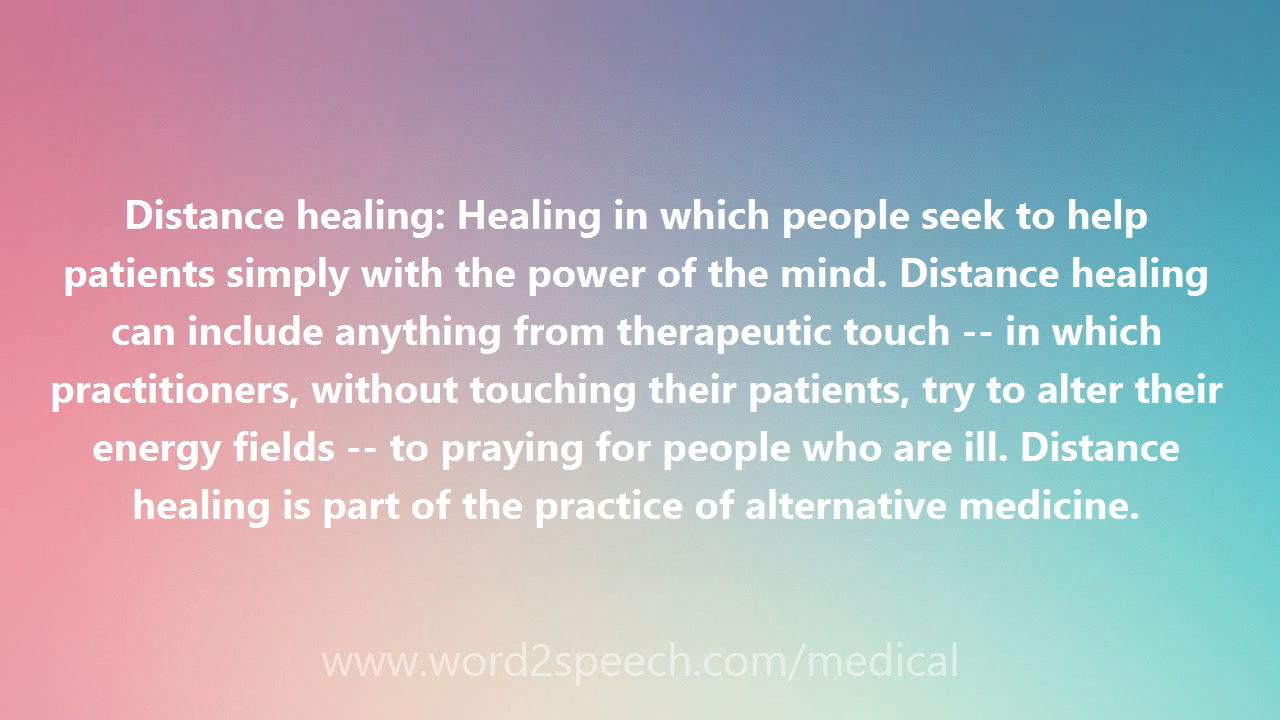 Distance healing: Healing in which people seek to help
patients simply with the power of the mind. Distance healing
can include anything from therapeutic touch -- in which
practitioners, without touching their patients, try to alter their
energy fields -- to praying for people who are ill. Distance
healing is part of the practice of alternative medicine.
www.word2speech.com/medical